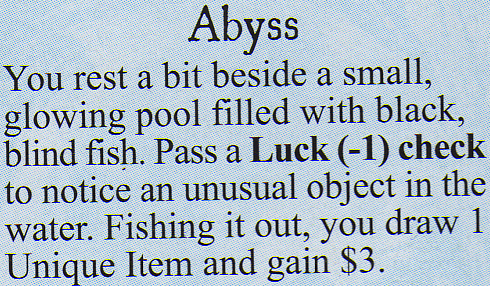 Abyss
You rest a bit beside a small,
glowing pool filled with black,
blind fish. Pass a Luck (-1) check
to notice an unusual object in the
water. Fishing it out, you draw 1
Unique Item and gain $3.